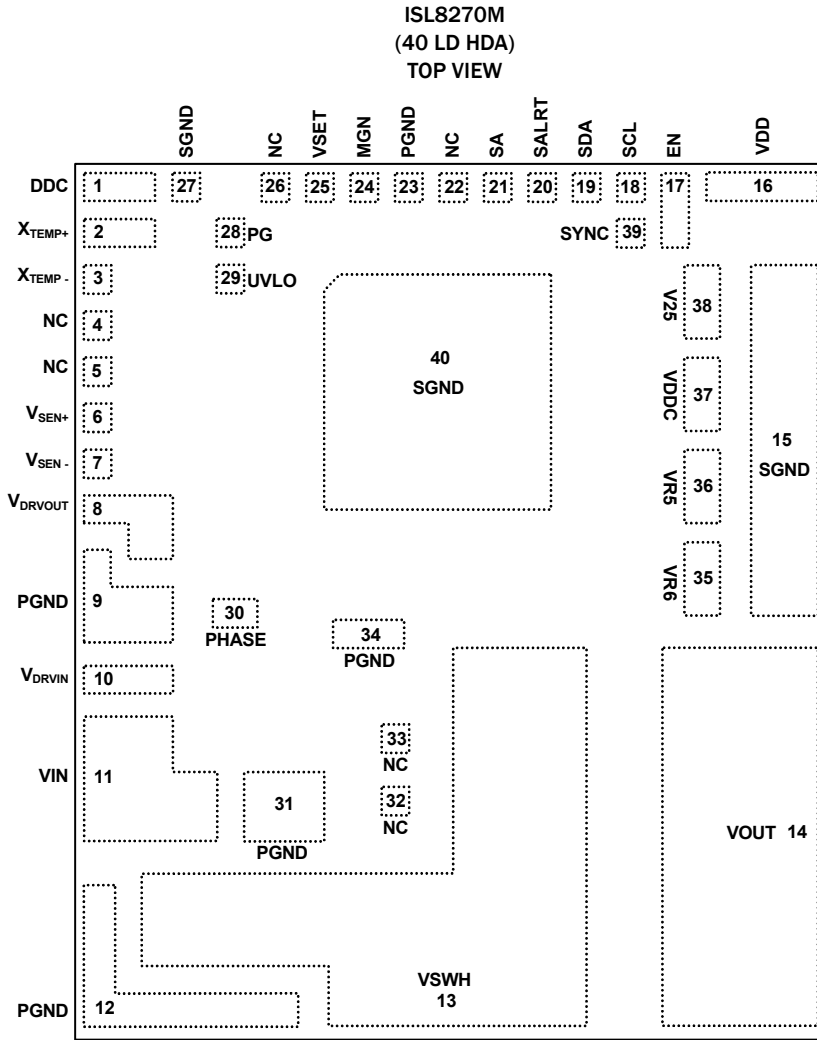 ISL8270M
(40 LD HDA)
TOP VIEW
SGND
NC
VSET
MGN
PGND
NC
SA
SALRT
SDA
SCL
EN
VDD
DDC 1 27 26 25 24 23 22 21 20 19 18 17 16
XTEMP+ 2 28 PG SYNC 39
XTEMP - 3 29 UVLO
NC 4
NC 5
VSEN+ 6
VSEN - 7
VDRVOUT 8
PGND 9
VDRVIN 10
VIN 11
PGND 12
40
SGND
V25 38
VDDC 37
VR5 36
VR6 35
15
SGND
30
PHASE
34
PGND
33
NC
32
NC
31
PGND
VOUT 14
VSWH
13